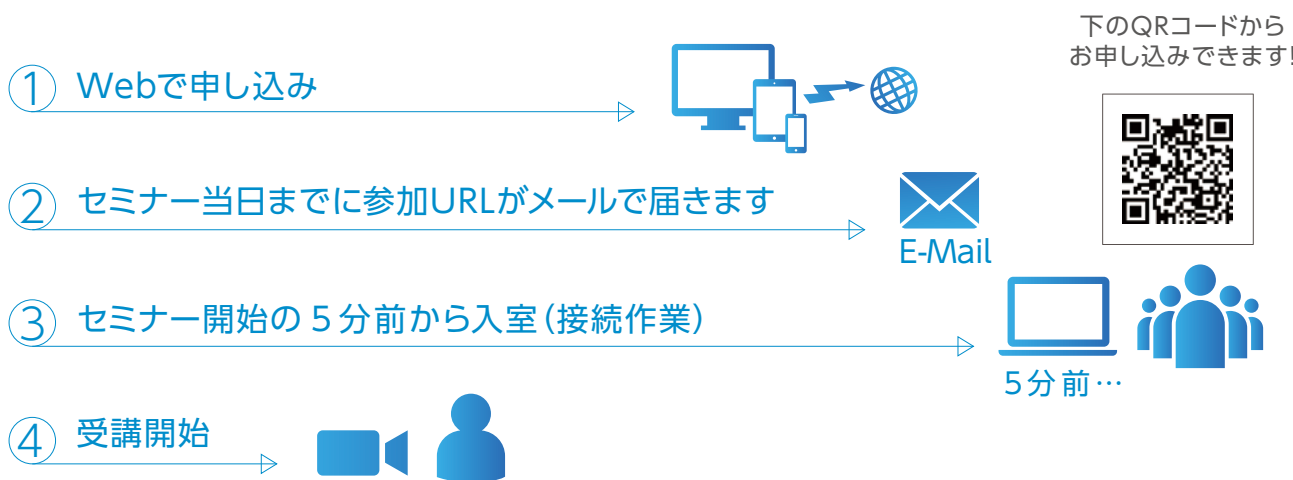 下のQRコードから
お申し込みできます!
① Webで申し込み
② セミナー当日までに参加URLがメールで届きます
E-Mail
③ セミナー開始の5分前から入室(接続作業)
5分前…
④ 受講開始